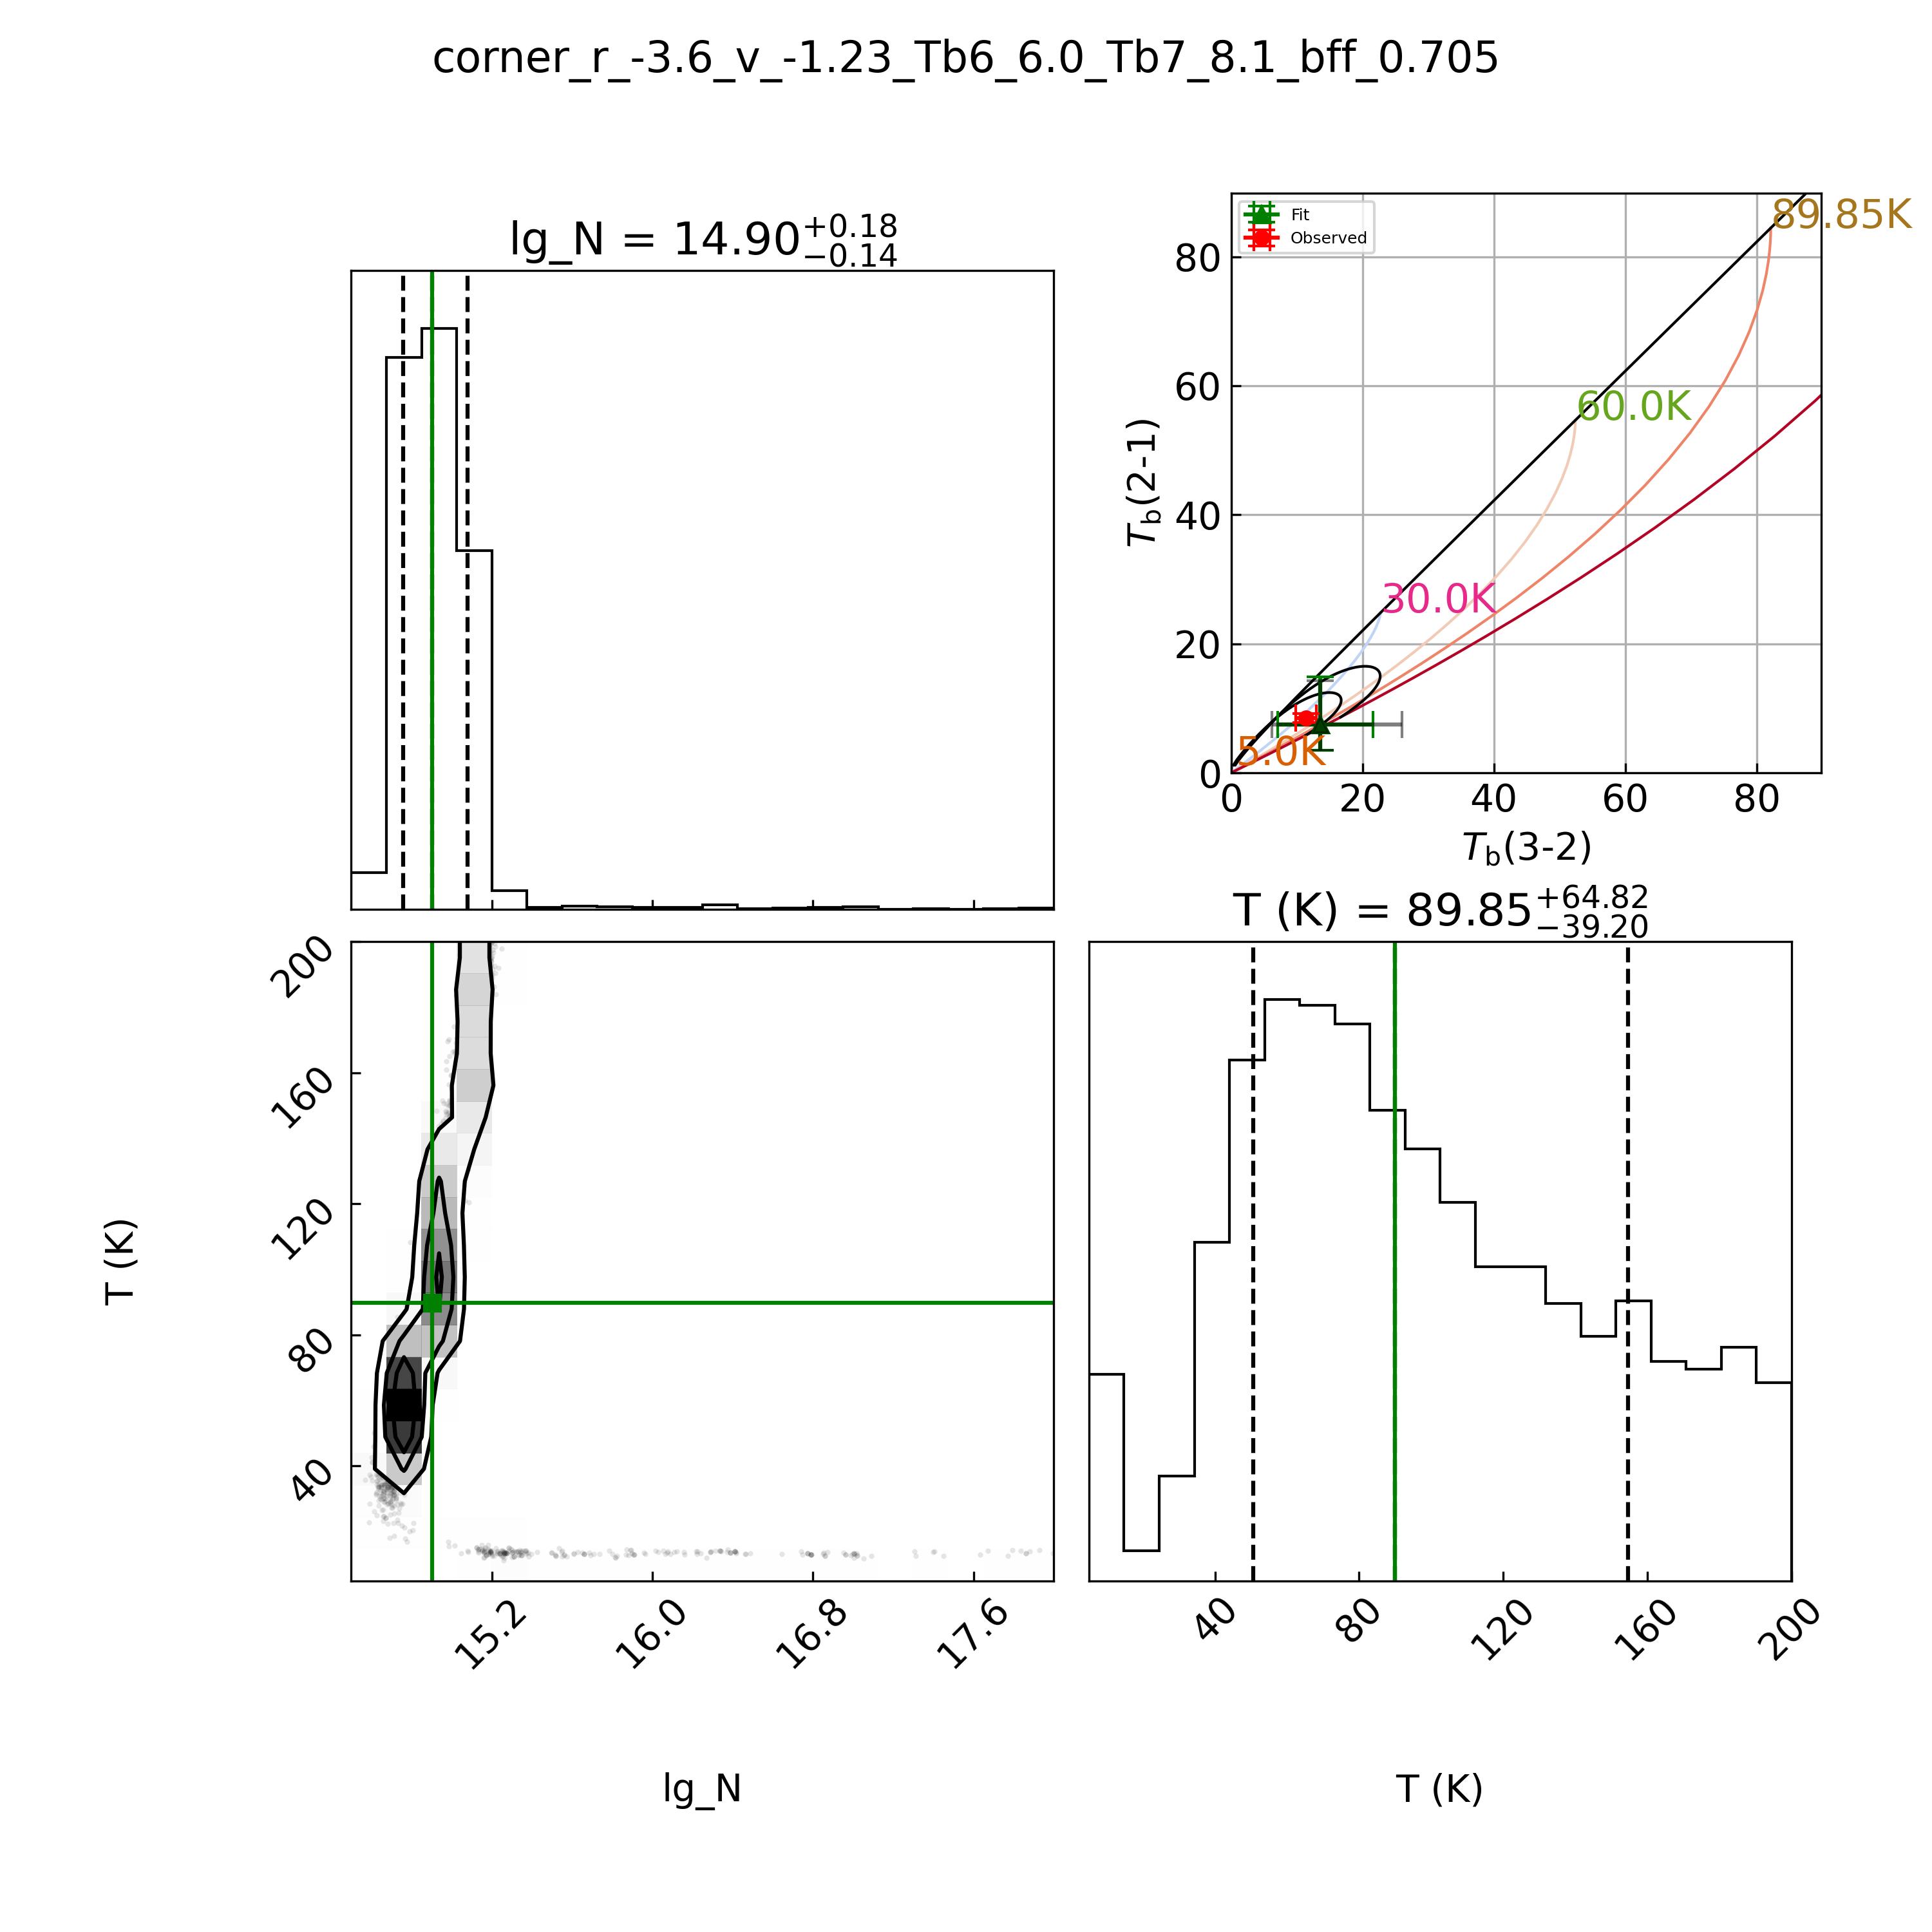 corner_r_-3.6_v_-1.23_Tb6_6.0_Tb7_8.1_bff_0.705
lg_N = 14.90+0.18−0.14
Fit
Observed
89.85K
60.0K
30.0K
5.0K
80
60
40
20
0
0 20 40 60 80
Tb(2-1)
Tb(3-2)
T (K) = 89.85+64.82−39.20
200
160
120
80
40
T (K)
15.2 16.0 16.8 17.6
lg_N
40 80 120 160 200
T (K)